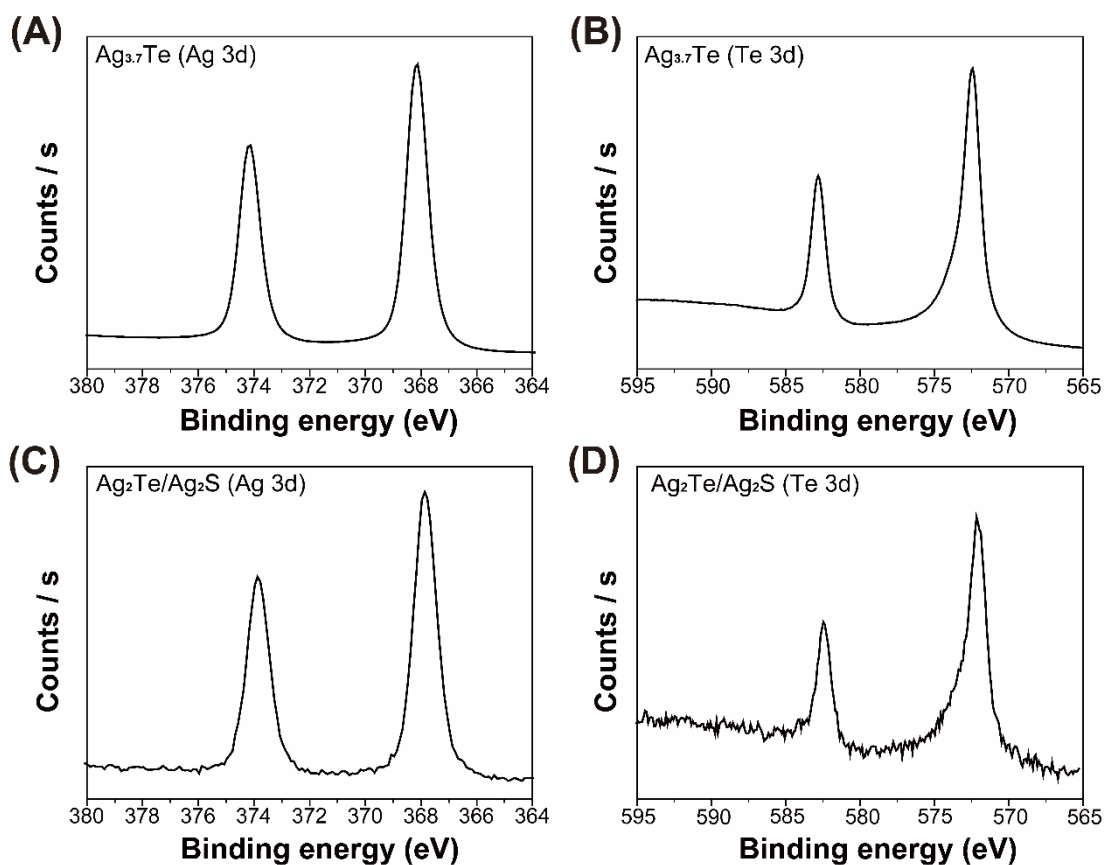 (A)
Ag₃.₇Te (Ag 3d)
Counts / s
380 378 376 374 372 370 368 366 364
Binding energy (eV)
(B)
Ag₃.₇Te (Te 3d)
Counts / s
595 590 585 580 575 570 565
Binding energy (eV)
(C)
Ag₂Te/Ag₂S (Ag 3d)
Counts / s
380 378 376 374 372 370 368 366 364
Binding energy (eV)
(D)
Ag₂Te/Ag₂S (Te 3d)
Counts / s
595 590 585 580 575 570 565
Binding energy (eV)